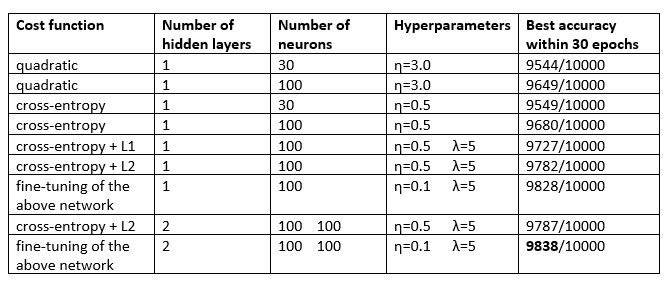 Cost function Number of hidden layers Number of neurons Hyperparameters Best accuracy within 30 epochs
quadratic 1 30 η=3.0 9544/10000
quadratic 1 100 η=3.0 9649/10000
cross-entropy 1 30 η=0.5 9549/10000
cross-entropy 1 100 η=0.5 9680/10000
cross-entropy + L1 1 100 η=0.5 λ=5 9727/10000
cross-entropy + L2 1 100 η=0.5 λ=5 9782/10000
fine-tuning of the above network 1 100 η=0.1 λ=5 9828/10000
cross-entropy + L2 2 100 100 η=0.5 λ=5 9787/10000
fine-tuning of the above network 2 100 100 η=0.1 λ=5 9838/10000